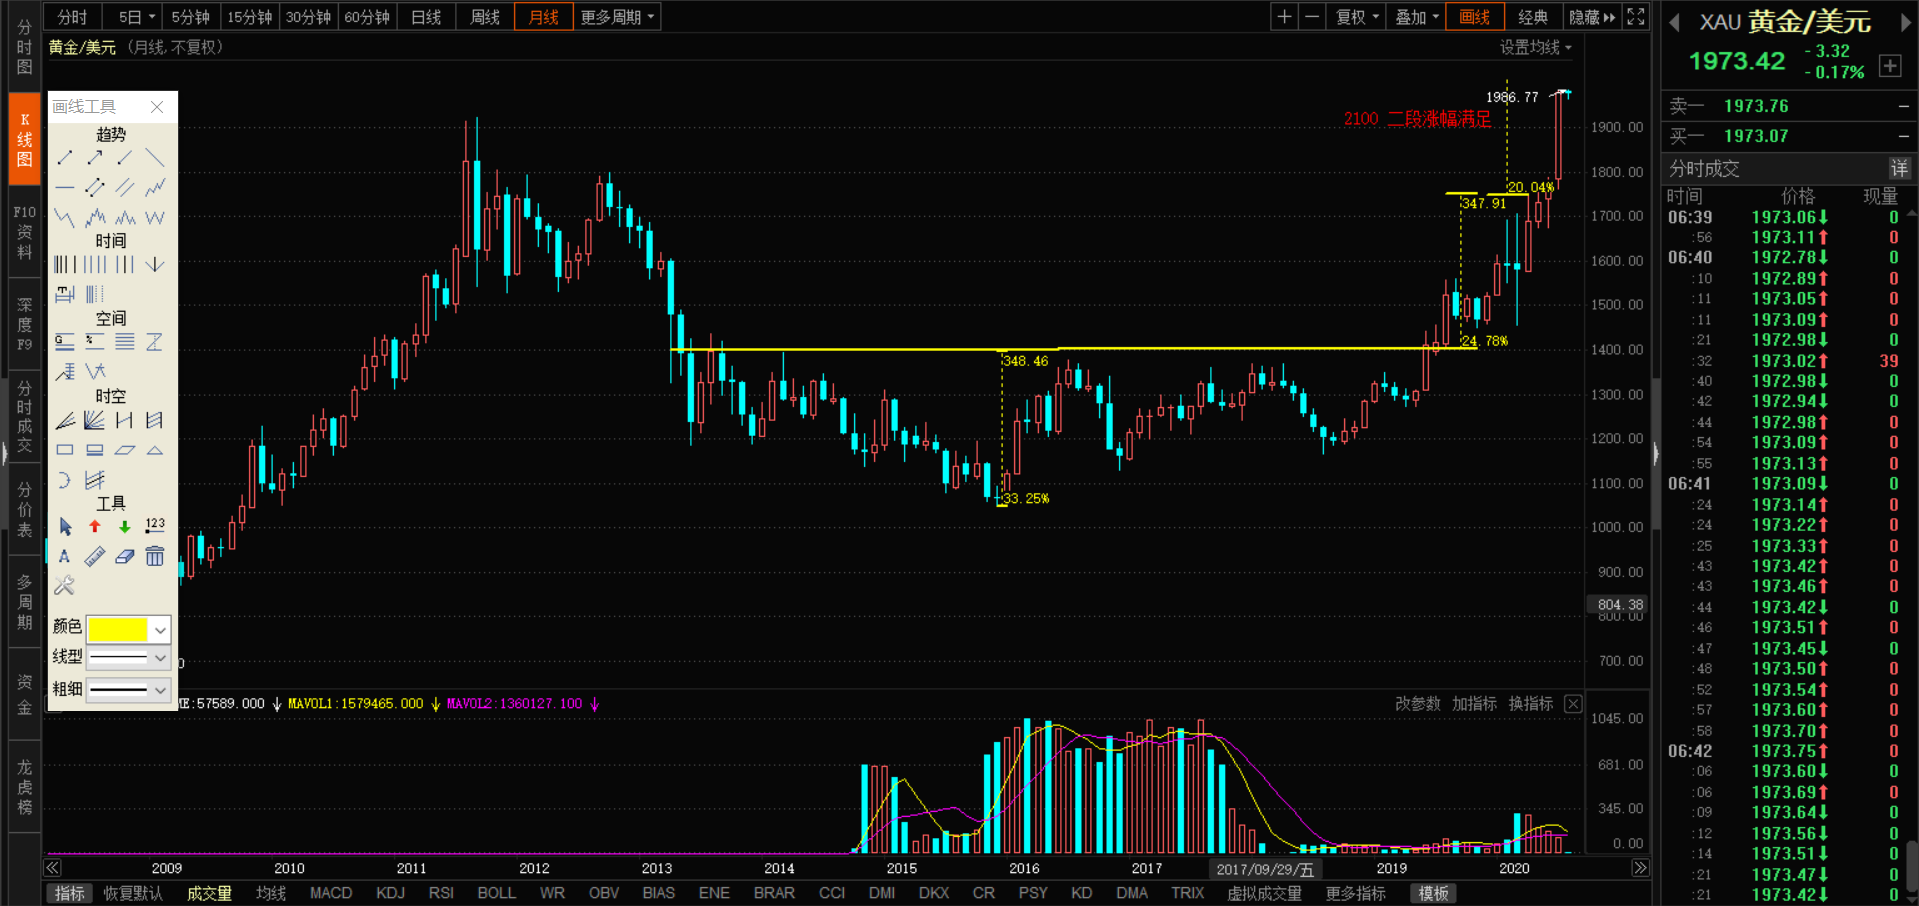 分时 5日 5分钟 15分钟 30分钟 60分钟 日线 周线 月线 更多周期
复权 叠加 画线 经典 隐藏
黄金/美元 (月线,不复权)
设置均线
分时图
K线图
F10资料
深度F9
分时成交
分价表
多周期
资金
龙虎榜
画线工具
趋势
时间
空间
时空
工具
123
A
颜色
线型
粗细
1986.77
2100 二段涨幅满足
20.04%
347.91
24.78%
348.46
33.25%
1900.00
1800.00
1700.00
1600.00
1500.00
1400.00
1300.00
1200.00
1100.00
1000.00
900.00
804.38
800.00
700.00
ME:57589.000 MAVOL1:1579465.000 MAVOL2:1360127.100
改参数 加指标 换指标
1045.00
681.00
345.00
0.00
2009 2010 2011 2012 2013 2014 2015 2016 2017 2017/09/29/五 2019 2020
指标 恢复默认 成交量 均线 MACD KDJ RSI BOLL WR OBV BIAS ENE BRAR CCI DMI DKX CR PSY KD DMA TRIX 虚拟成交量 更多指标 模板
XAU 黄金/美元
1973.42 -3.32
-0.17%
卖一 1973.76 —
买一 1973.07 —
分时成交 详
时间 价格 现量
06:39 1973.06↓ 0
:56 1973.11↑ 0
06:40 1972.78↓ 0
:10 1972.89↑ 0
:11 1973.05↑ 0
:11 1973.09↑ 0
:21 1972.98↓ 0
:32 1973.02↑ 39
:40 1972.98↓ 0
:42 1972.94↓ 0
:44 1972.98↑ 0
:54 1973.09↑ 0
:55 1973.13↑ 0
06:41 1973.09↓ 0
:24 1973.14↑ 0
:24 1973.22↑ 0
:25 1973.33↑ 0
:43 1973.42↑ 0
:43 1973.46↑ 0
:44 1973.42↓ 0
:46 1973.51↑ 0
:47 1973.45↓ 0
:48 1973.50↑ 0
:52 1973.54↑ 0
:57 1973.60↑ 0
:58 1973.70↑ 0
06:42 1973.75↑ 0
:06 1973.60↓ 0
:06 1973.69↑ 0
:09 1973.64↓ 0
:12 1973.56↓ 0
:14 1973.51↓ 0
:21 1973.47↓ 0
:21 1973.42↓ 0